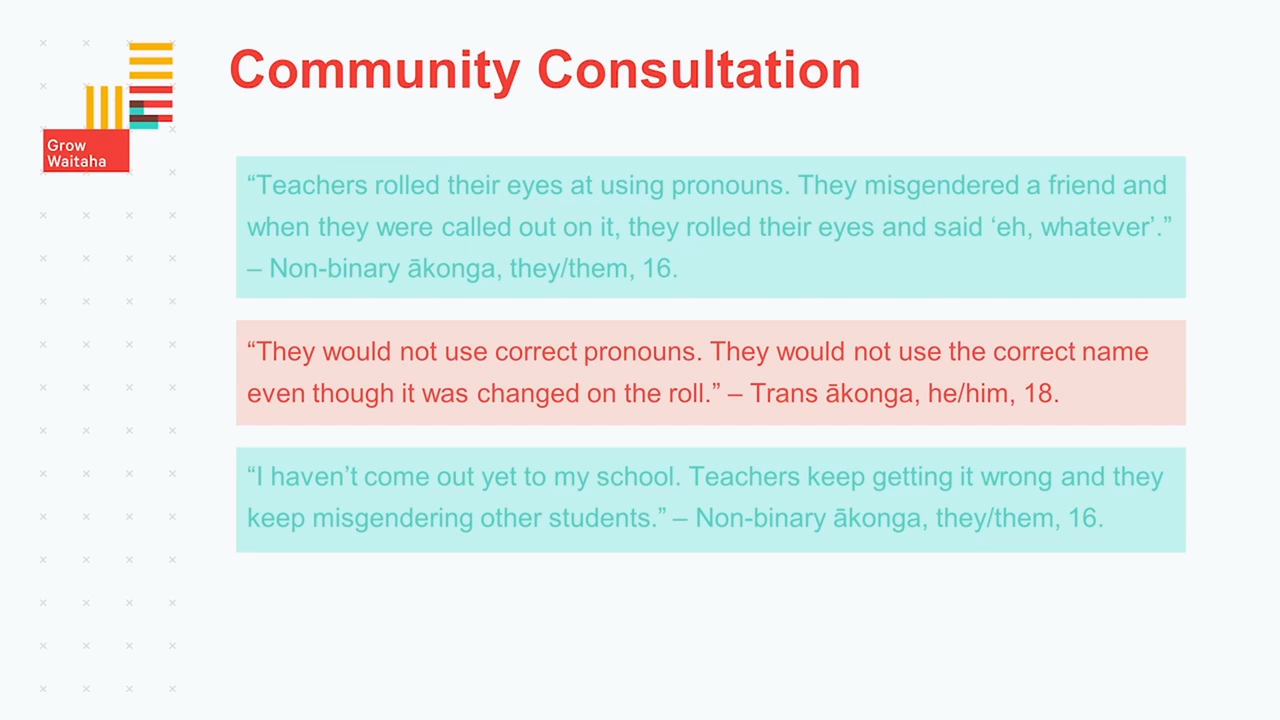 Community Consultation
Grow
Waitaha
“Teachers rolled their eyes at using pronouns. They misgendered a friend and
when they were called out on it, they rolled their eyes and said ‘eh, whatever’.”
– Non-binary ākonga, they/them, 16.
“They would not use correct pronouns. They would not use the correct name
even though it was changed on the roll.” – Trans ākonga, he/him, 18.
“I haven’t come out yet to my school. Teachers keep getting it wrong and they
keep misgendering other students.” – Non-binary ākonga, they/them, 16.